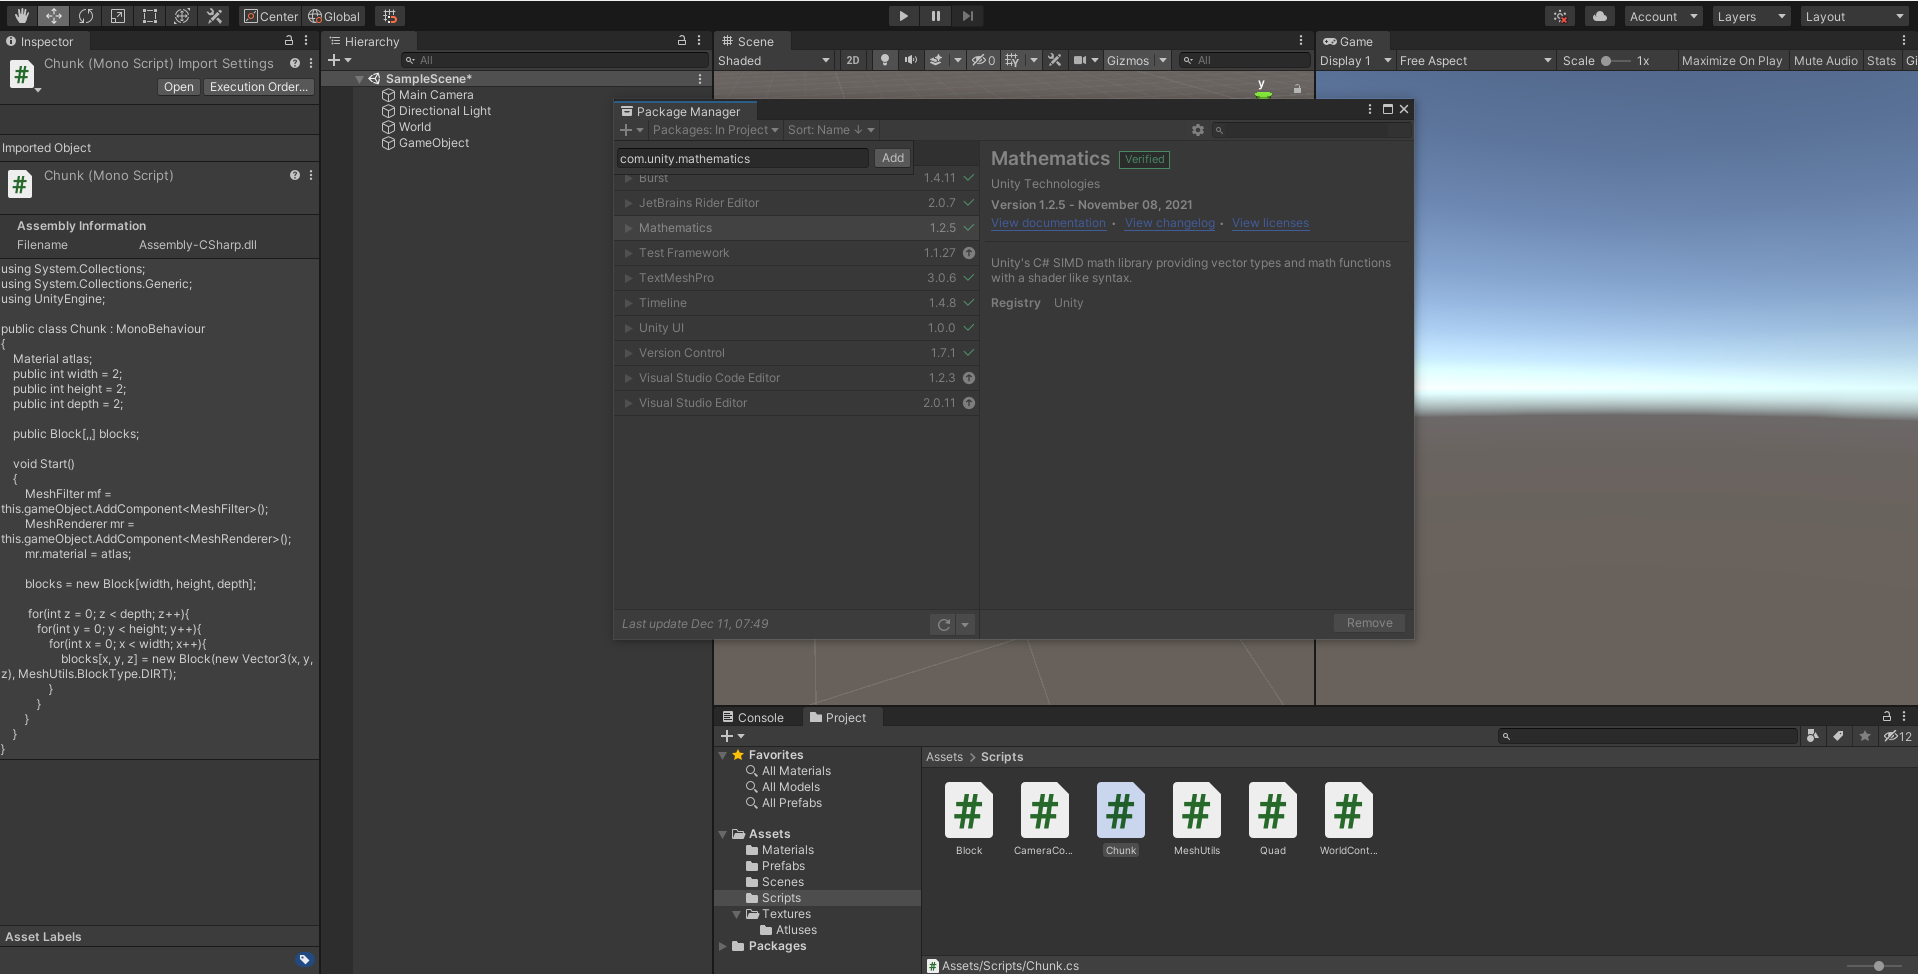 Center
Global
Account
Layers
Layout
Inspector
Chunk (Mono Script) Import Settings
Open
Execution Order...
Imported Object
Chunk (Mono Script)
Assembly Information
Filename Assembly-CSharp.dll
using System.Collections;
using System.Collections.Generic;
using UnityEngine;
public class Chunk : MonoBehaviour
{
Material atlas;
public int width = 2;
public int height = 2;
public int depth = 2;
public Block[,,] blocks;
void Start()
{
MeshFilter mf =
this.gameObject.AddComponent<MeshFilter>();
MeshRenderer mr =
this.gameObject.AddComponent<MeshRenderer>();
mr.material = atlas;
blocks = new Block[width, height, depth];
for(int z = 0; z < depth; z++){
for(int y = 0; y < height; y++){
for(int x = 0; x < width; x++){
blocks[x, y, z] = new Block(new Vector3(x, y,
z), MeshUtils.BlockType.DIRT);
}
}
}
}
}
Asset Labels
Hierarchy
All
SampleScene*
Main Camera
Directional Light
World
GameObject
Scene
Shaded
2D
0
Gizmos
All
y
Game
Display 1
Free Aspect
Scale 1x
Maximize On Play
Mute Audio
Stats
Gi
Package Manager
Packages: In Project
Sort: Name ↓
com.unity.mathematics
Add
Burst 1.4.11
JetBrains Rider Editor 2.0.7
Mathematics 1.2.5
Test Framework 1.1.27
TextMeshPro 3.0.6
Timeline 1.4.8
Unity UI 1.0.0
Version Control 1.7.1
Visual Studio Code Editor 1.2.3
Visual Studio Editor 2.0.11
Last update Dec 11, 07:49
Mathematics Verified
Unity Technologies
Version 1.2.5 - November 08, 2021
View documentation • View changelog • View licenses
Unity's C# SIMD math library providing vector types and math functions
with a shader like syntax.
Registry Unity
Remove
Console
Project
12
Favorites
All Materials
All Models
All Prefabs
Assets
Materials
Prefabs
Scenes
Scripts
Textures
Atluses
Packages
Assets > Scripts
Block
CameraCo...
Chunk
MeshUtils
Quad
WorldCont...
Assets/Scripts/Chunk.cs